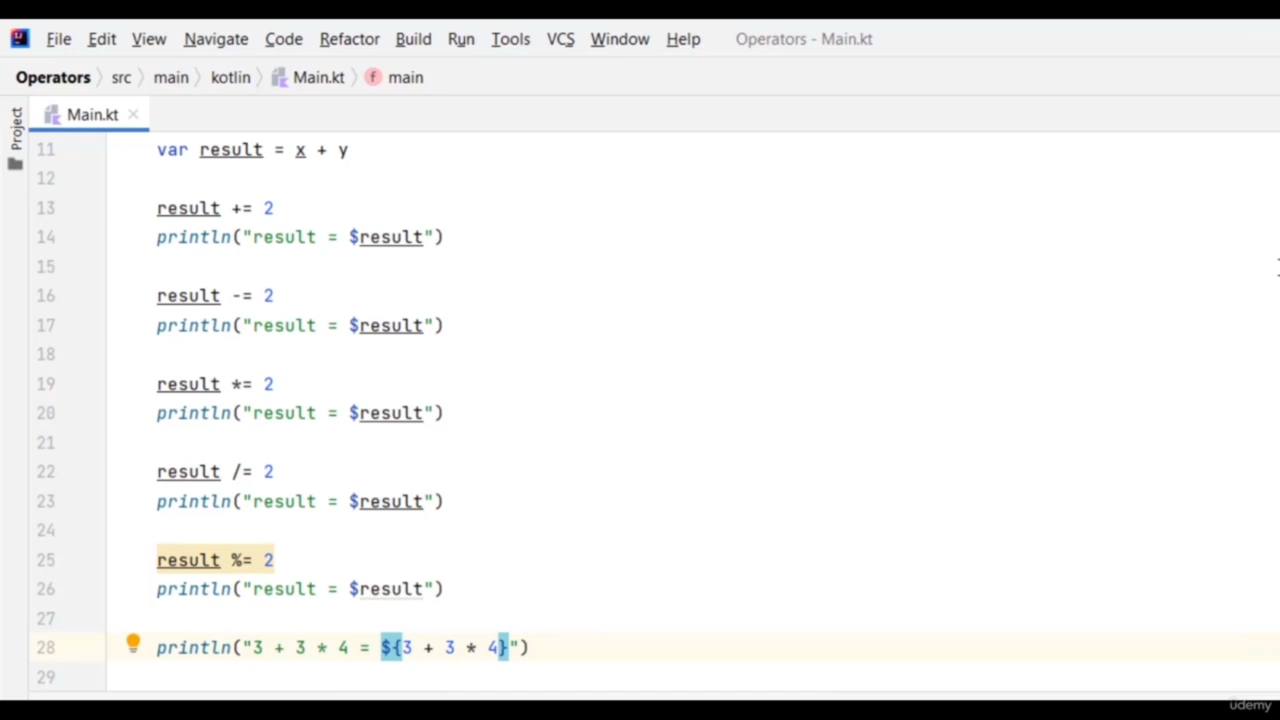 File Edit View Navigate Code Refactor Build Run Tools VCS Window Help Operators - Main.kt
Operators src main kotlin Main.kt f main
Project
Main.kt
11 var result = x + y
12
13 result += 2
14 println("result = $result")
15
16 result -= 2
17 println("result = $result")
18
19 result *= 2
20 println("result = $result")
21
22 result /= 2
23 println("result = $result")
24
25 result %= 2
26 println("result = $result")
27
28 println("3 + 3 * 4 = ${3 + 3 * 4}")
29
udemy